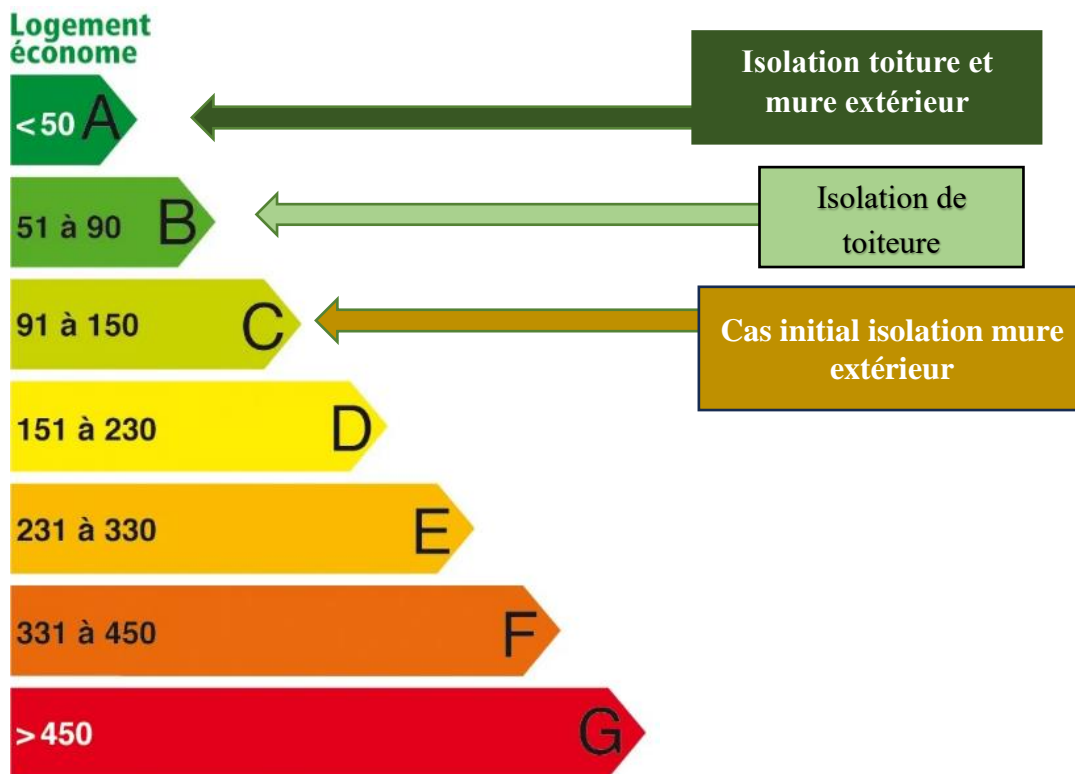 Logement
économe
< 50 A
Isolation toiture et
mure extérieur
51 à 90 B
Isolation de
toiteure
91 à 150 C
Cas initial isolation mure
extérieur
151 à 230 D
231 à 330 E
331 à 450 F
> 450 G